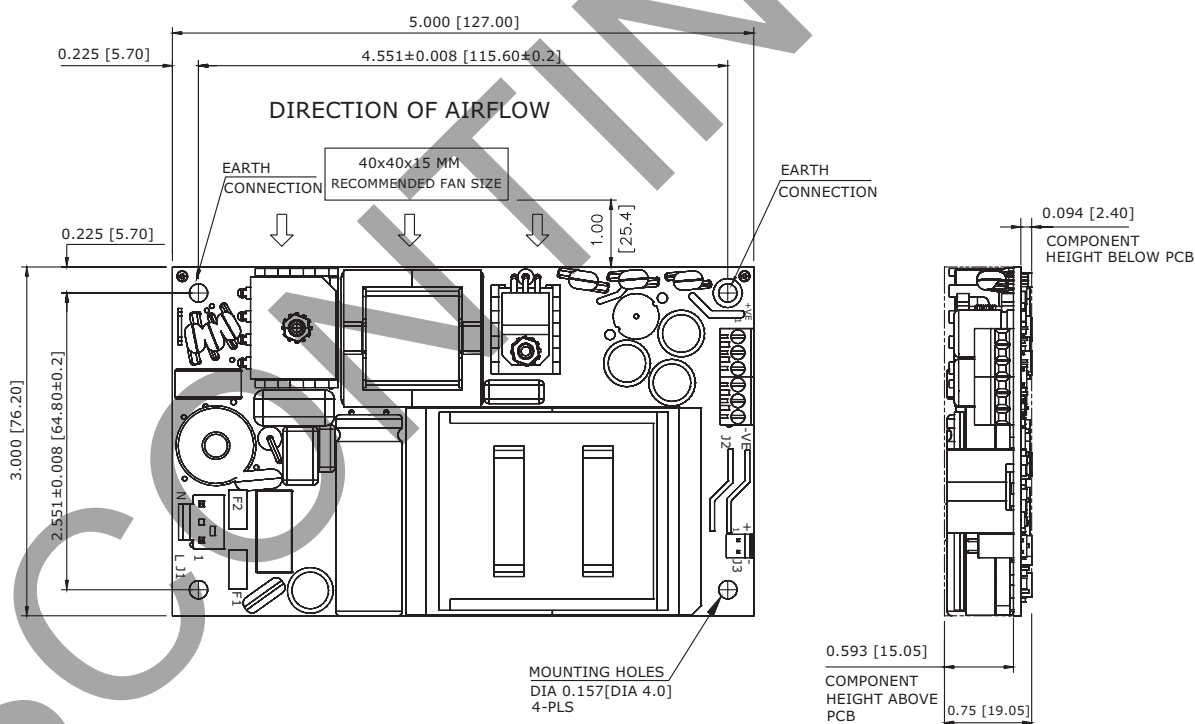 5.000 [127.00]
0.225 [5.70]
4.551±0.008 [115.60±0.2]
DIRECTION OF AIRFLOW
40x40x15 MM
RECOMMENDED FAN SIZE
EARTH
CONNECTION
EARTH
CONNECTION
1.00
[25.4]
0.225 [5.70]
0.094 [2.40]
COMPONENT
HEIGHT BELOW PCB
3.000 [76.20]
2.551±0.008 [64.80±0.2]
+VE
1
-VE
J2
N
F2
L
J1
1
F1
+
1
-
J3
MOUNTING HOLES
DIA 0.157[DIA 4.0]
4-PLS
0.593 [15.05]
COMPONENT
HEIGHT ABOVE
PCB
0.75 [19.05]
CONTIN